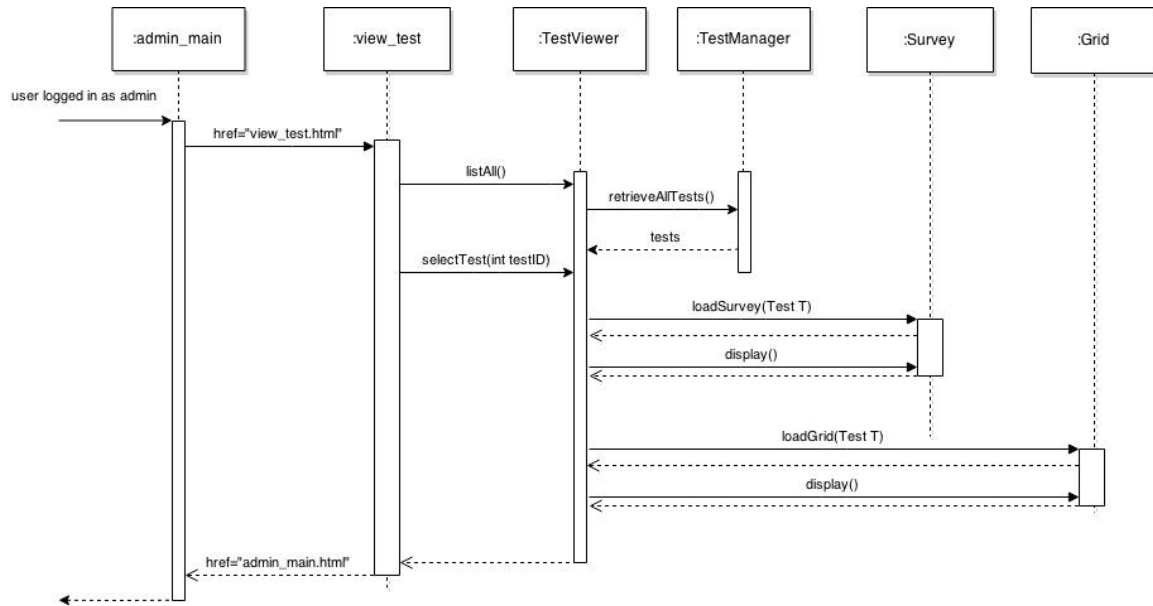 :admin_main
:view_test
:TestViewer
:TestManager
:Survey
:Grid
user logged in as admin
href="view_test.html"
listAll()
retrieveAllTests()
tests
selectTest(int testID)
loadSurvey(Test T)
display()
loadGrid(Test T)
display()
href="admin_main.html"